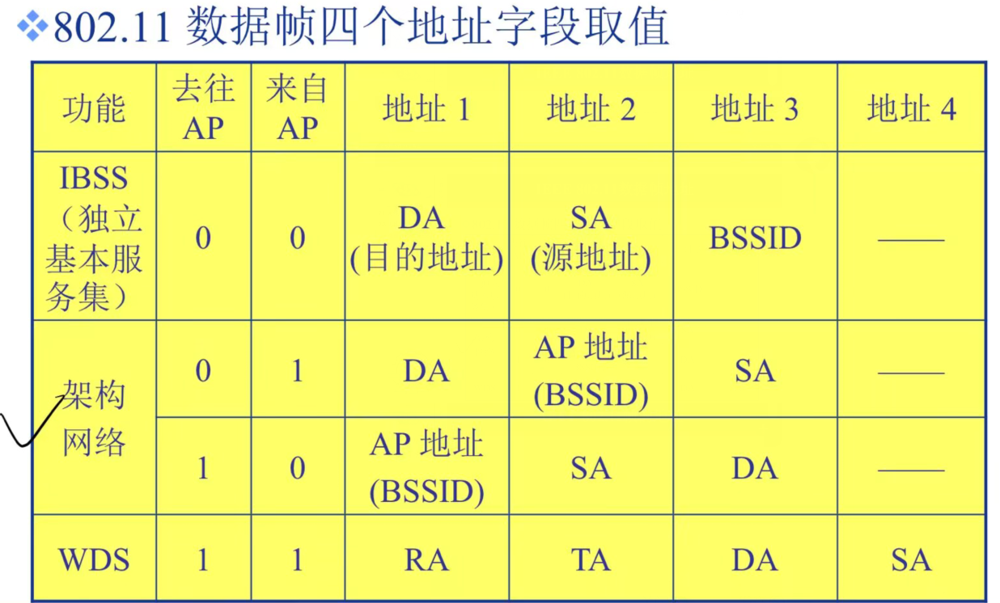 802.11 数据帧四个地址字段取值
功能
去往
AP
来自
AP
地址 1
地址 2
地址 3
地址 4
IBSS
（独立
基本服
务集）
0
0
DA
(目的地址)
SA
(源地址)
BSSID
——
架构
网络
0
1
DA
AP 地址
(BSSID)
SA
——
1
0
AP 地址
(BSSID)
SA
DA
——
WDS
1
1
RA
TA
DA
SA